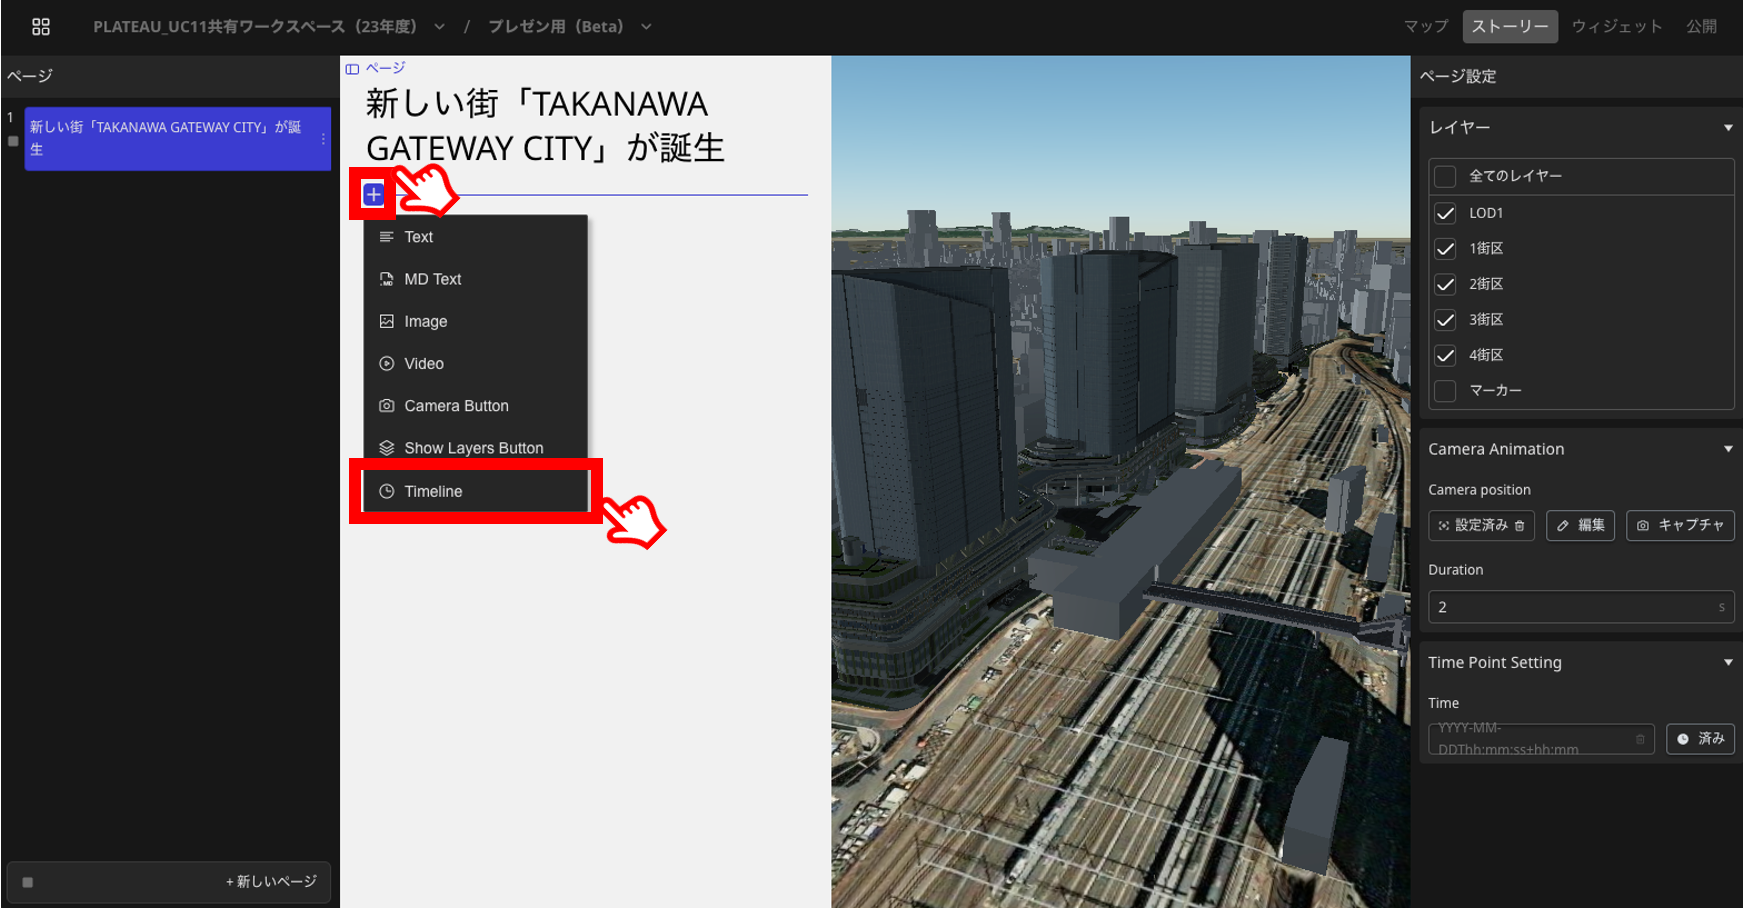 PLATEAU_UC11共有ワークスペース（23年度） / プレゼン用（Beta）
マップ ストーリー ウィジェット 公開
ページ
1
新しい街「TAKANAWA GATEWAY CITY」が誕
生
+ 新しいページ
ページ
新しい街「TAKANAWA
GATEWAY CITY」が誕生
Text
MD Text
Image
Video
Camera Button
Show Layers Button
Timeline
ページ設定
レイヤー
全てのレイヤー
LOD1
1街区
2街区
3街区
4街区
マーカー
Camera Animation
Camera position
設定済み 編集 キャプチャ
Duration
2 s
Time Point Setting
Time
YYYY-MM-
DDThh:mm:ss+hh:mm
済み